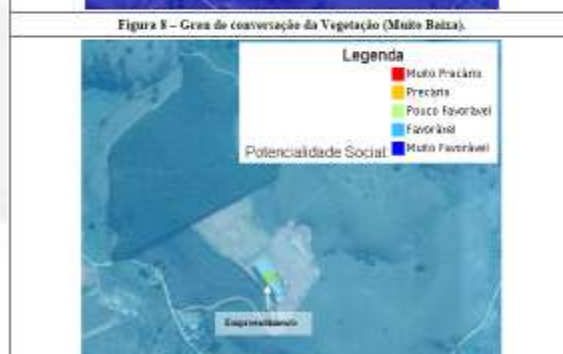 Figura 8 – Grau de conversação da Vegetação (Muito Baixa).
Legenda
Muito Precário
Precário
Pouco Favorável
Favorável
Potencialidade Social: Muito Favorável
Empreendimento